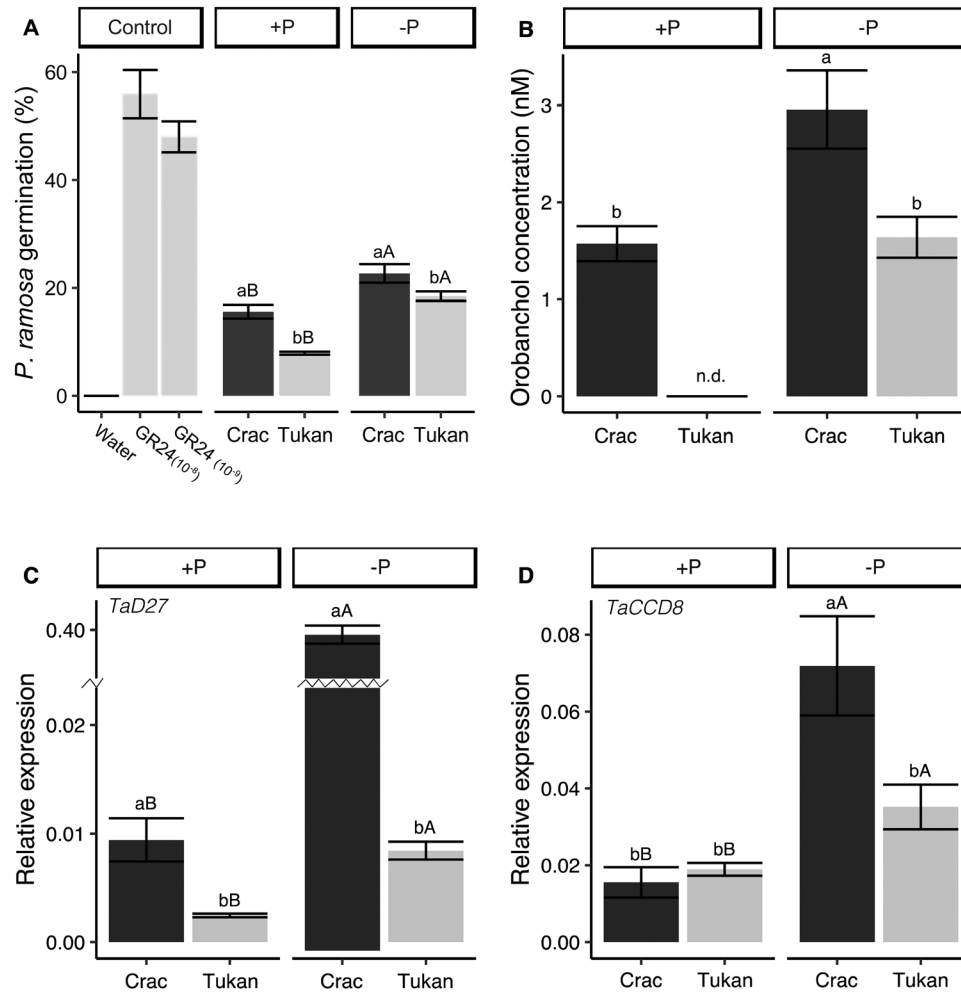 A
Control
+P
-P
P. ramosa germination (%)
60
40
20
0
aB
bB
aA
bA
Water
GR24(10⁻⁸)
GR24 (10⁻⁹)
Crac
Tukan
Crac
Tukan
B
+P
-P
Orobanchol concentration (nM)
3
2
1
0
b
n.d.
a
b
Crac
Tukan
Crac
Tukan
C
+P
-P
TaD27
Relative expression
0.40
0.02
0.01
0.00
aB
bB
aA
bA
Crac
Tukan
Crac
Tukan
D
+P
-P
TaCCD8
Relative expression
0.08
0.06
0.04
0.02
0.00
bB
bB
aA
bA
Crac
Tukan
Crac
Tukan